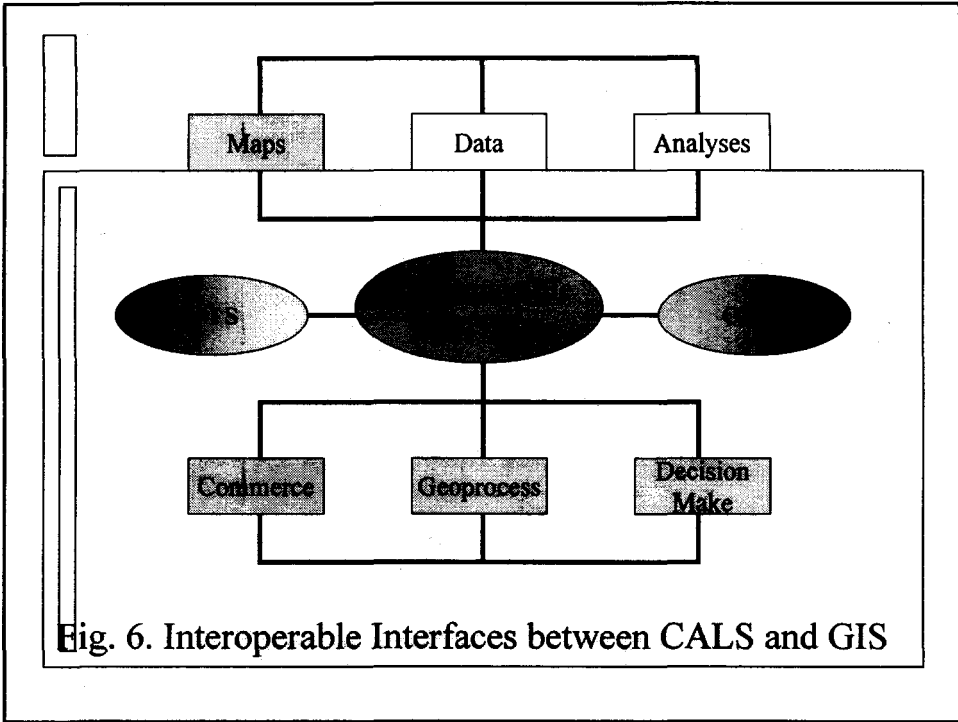 Maps
Data
Analyses
Commerce
Geoprocess
Decision
Make
Fig. 6. Interoperable Interfaces between CALS and GIS